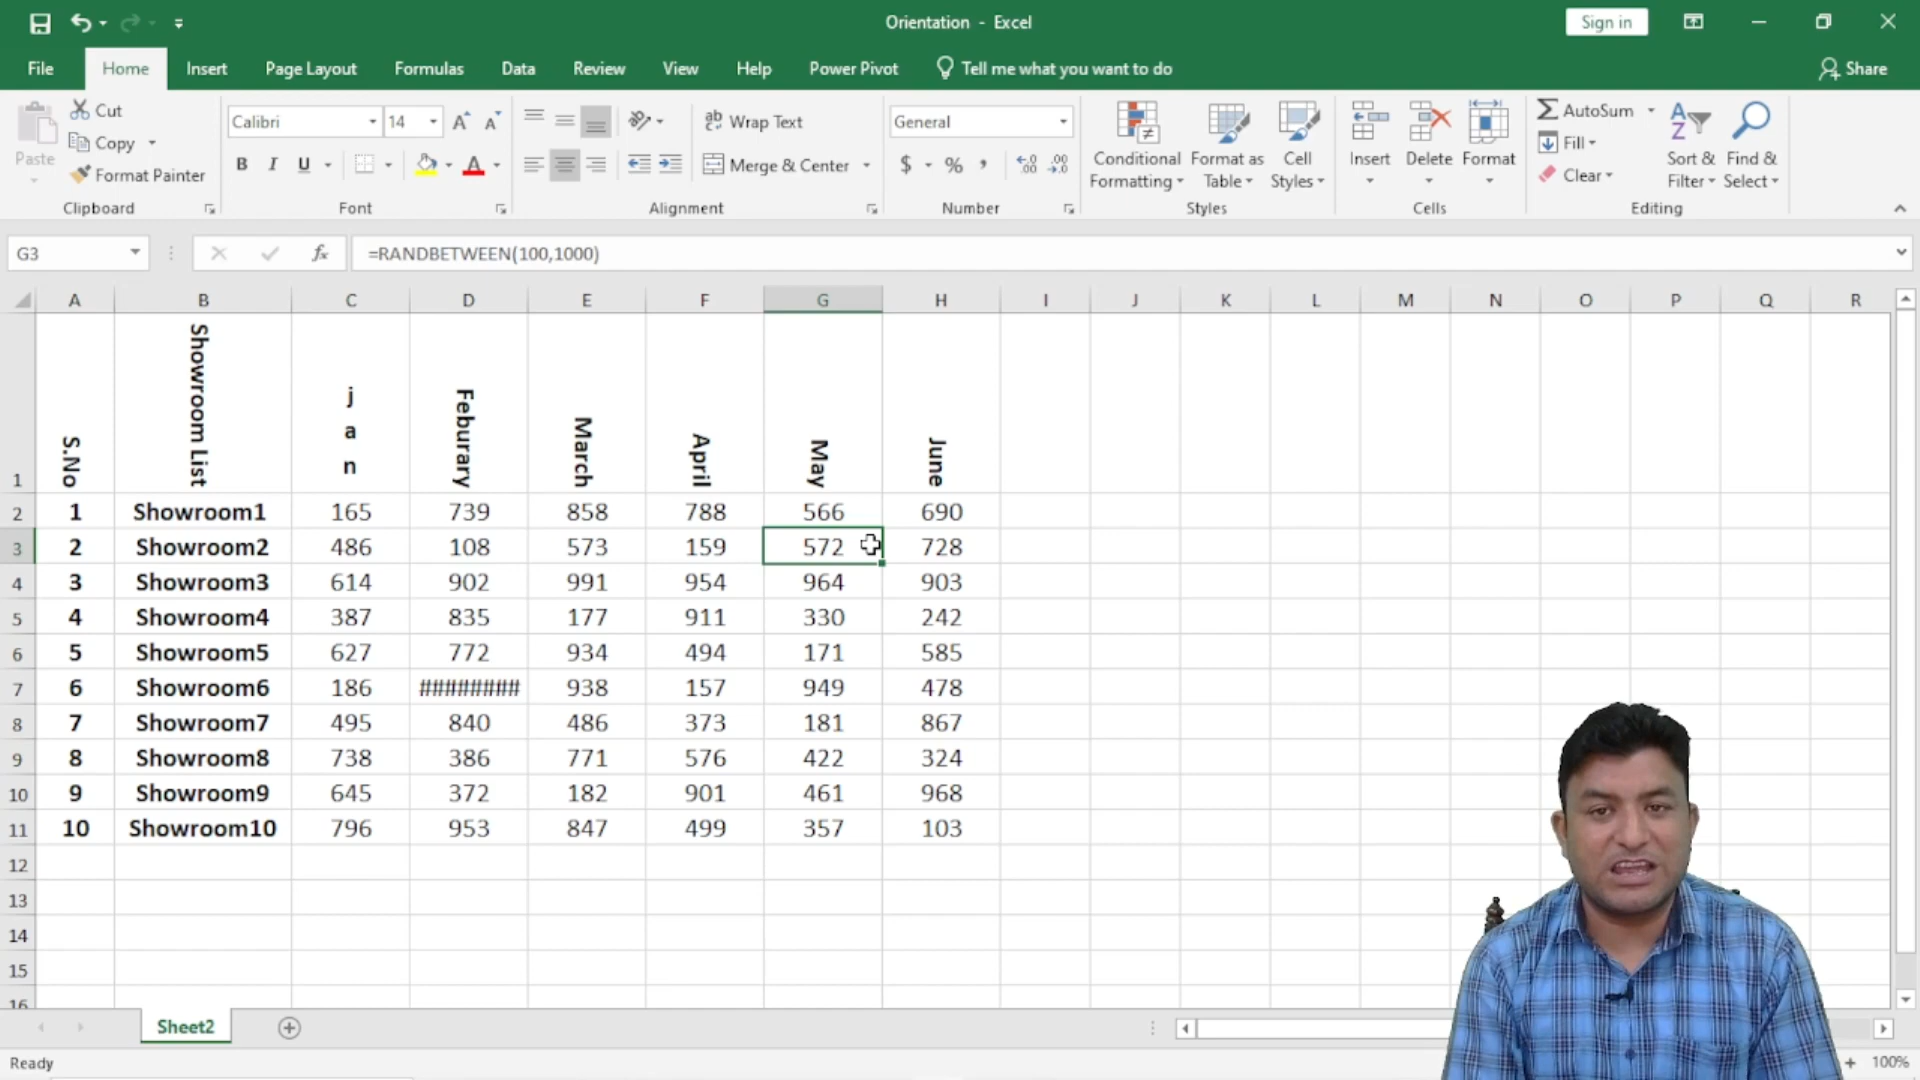 Orientation - Excel
Sign in
File Home Insert Page Layout Formulas Data Review View Help Power Pivot Tell me what you want to do Share
Paste
Cut
Copy
Format Painter
Clipboard
Calibri 14
B I U
Font
Wrap Text
Merge & Center
Alignment
General
$ % ,
Number
Conditional Formatting
Format as Table
Cell Styles
Styles
Insert
Delete
Format
Cells
AutoSum
Fill
Clear
Sort & Filter
Find & Select
Editing
G3 fx =RANDBETWEEN(100,1000)
A B C D E F G H I J K L M N O P Q R
1 S.No Showroom List jan Feburary March April May June
2 1 Showroom1 165 739 858 788 566 690
3 2 Showroom2 486 108 573 159 572 728
4 3 Showroom3 614 902 991 954 964 903
5 4 Showroom4 387 835 177 911 330 242
6 5 Showroom5 627 772 934 494 171 585
7 6 Showroom6 186 ######## 938 157 949 478
8 7 Showroom7 495 840 486 373 181 867
9 8 Showroom8 738 386 771 576 422 324
10 9 Showroom9 645 372 182 901 461 968
11 10 Showroom10 796 953 847 499 357 103
12
13
14
15
16
Sheet2
Ready
100%